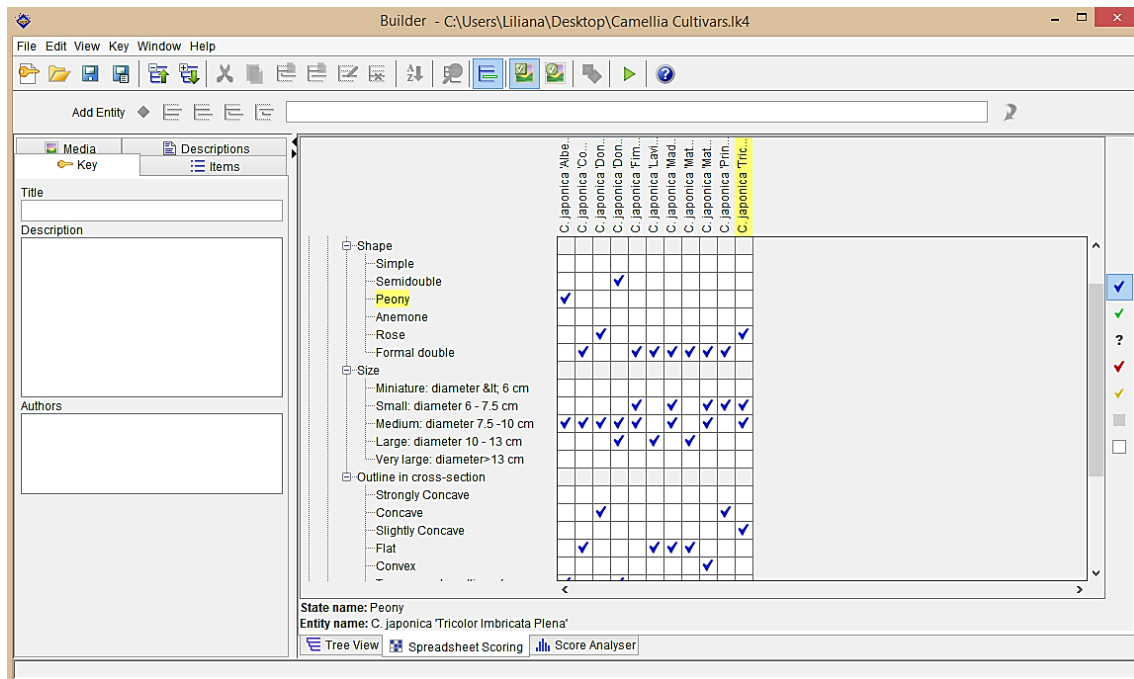 Builder - C:\Users\Liliana\Desktop\Camellia Cultivars.lk4
File Edit View Key Window Help
Add Entity
Media
Descriptions
Key
Items
Title
Description
Authors
C. japonica 'Albe...
C. japonica 'Co...
C. japonica 'Don...
C. japonica 'Don...
C. japonica 'Fim...
C. japonica 'Lavi...
C. japonica 'Mad...
C. japonica 'Mat...
C. japonica 'Mat...
C. japonica 'Prin...
C. japonica 'Tric...
Shape
Simple
Semidouble
Peony
Anemone
Rose
Formal double
Size
Miniature: diameter &lt; 6 cm
Small: diameter 6 - 7.5 cm
Medium: diameter 7.5 -10 cm
Large: diameter 10 - 13 cm
Very large: diameter>13 cm
Outline in cross-section
Strongly Concave
Concave
Slightly Concave
Flat
Convex
State name: Peony
Entity name: C. japonica 'Tricolor Imbricata Plena'
Tree View
Spreadsheet Scoring
Score Analyser